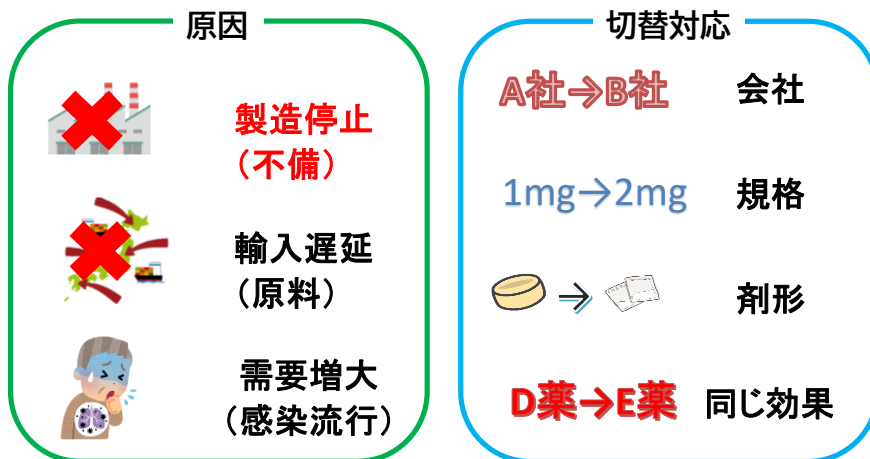 原因
製造停止
（不備）
輸入遅延
（原料）
需要増大
（感染流行）
切替対応
A社→B社 会社
1mg→2mg 規格
→ 剤形
D薬→E薬 同じ効果